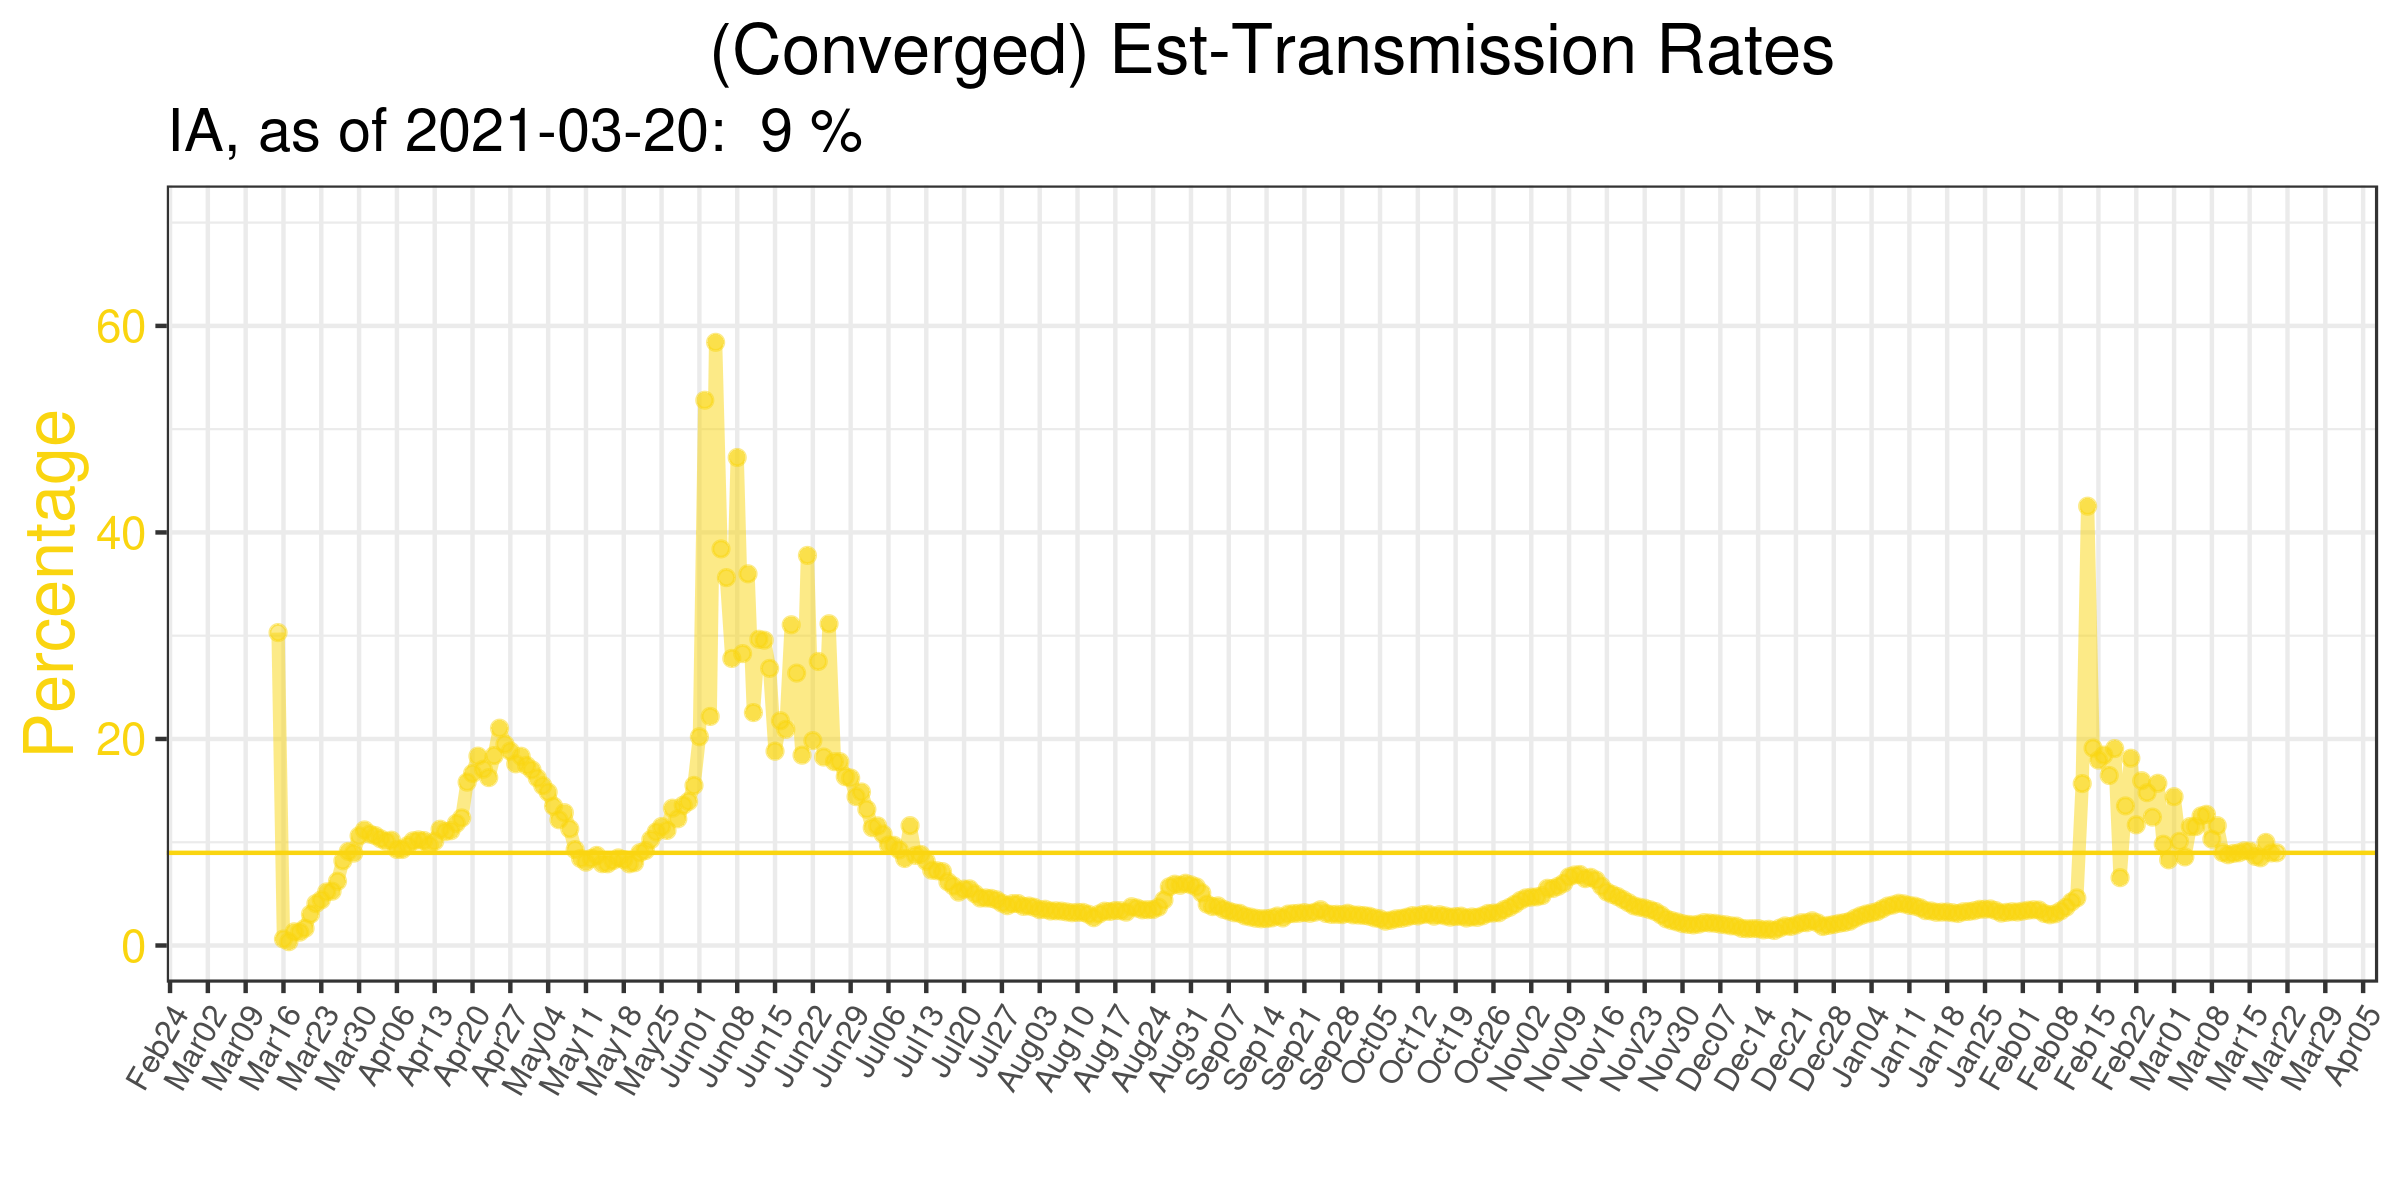 (Converged) Est-Transmission Rates
IA, as of 2021-03-20:  9 %
Percentage
60
40
20
0
Feb24
Mar02
Mar09
Mar16
Mar23
Mar30
Apr06
Apr13
Apr20
Apr27
May04
May11
May18
May25
Jun01
Jun08
Jun15
Jun22
Jun29
Jul06
Jul13
Jul20
Jul27
Aug03
Aug10
Aug17
Aug24
Aug31
Sep07
Sep14
Sep21
Sep28
Oct05
Oct12
Oct19
Oct26
Nov02
Nov09
Nov16
Nov23
Nov30
Dec07
Dec14
Dec21
Dec28
Jan04
Jan11
Jan18
Jan25
Feb01
Feb08
Feb15
Feb22
Mar01
Mar08
Mar15
Mar22
Mar29
Apr05